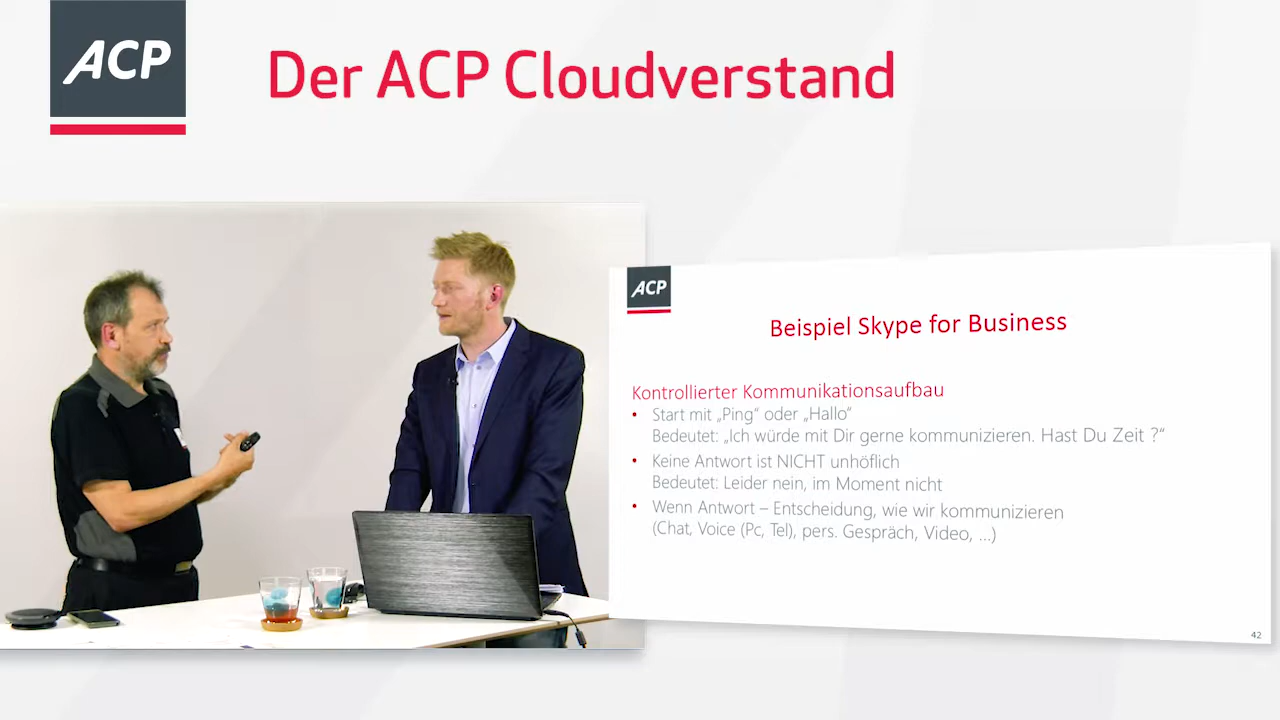 ACP
Der ACP Cloudverstand
ACP
Beispiel Skype for Business
Kontrollierter Kommunikationsaufbau
• Start mit „Ping“ oder „Hallo“
Bedeutet: „Ich würde mit Dir gerne kommunizieren. Hast Du Zeit ?“
• Keine Antwort ist NICHT unhöflich
Bedeutet: Leider nein, im Moment nicht
• Wenn Antwort – Entscheidung, wie wir kommunizieren
(Chat, Voice (Pc, Tel), pers. Gespräch, Video, ...)
42